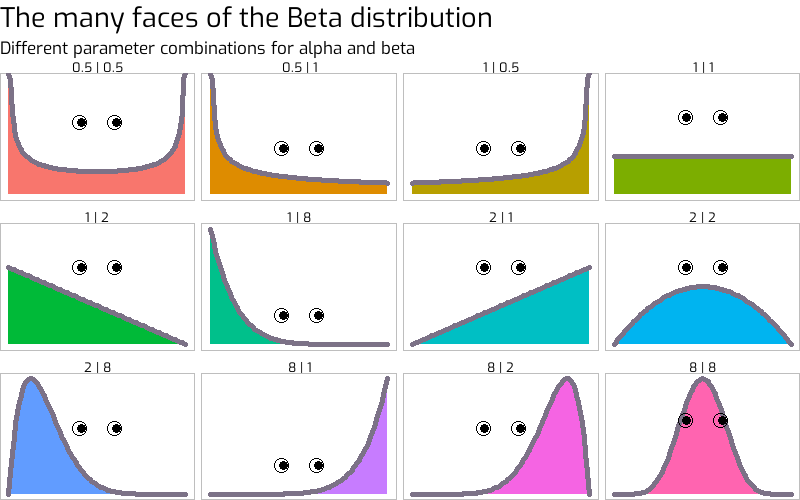 The many faces of the Beta distribution
Different parameter combinations for alpha and beta
0.5 | 0.5
0.5 | 1
1 | 0.5
1 | 1
1 | 2
1 | 8
2 | 1
2 | 2
2 | 8
8 | 1
8 | 2
8 | 8